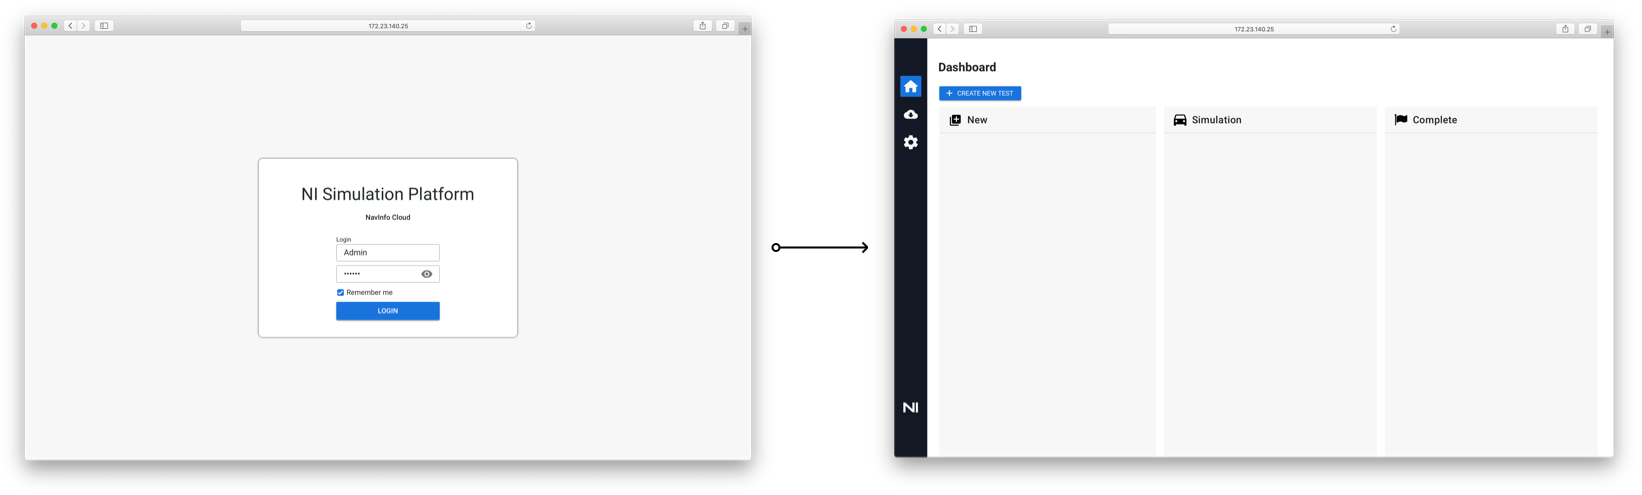 172.23.140.25
NI Simulation Platform
NavInfo Cloud
Login
Admin
••••••
Remember me
LOGIN
172.23.140.25
Dashboard
+ CREATE NEW TEST
New
Simulation
Complete
NI